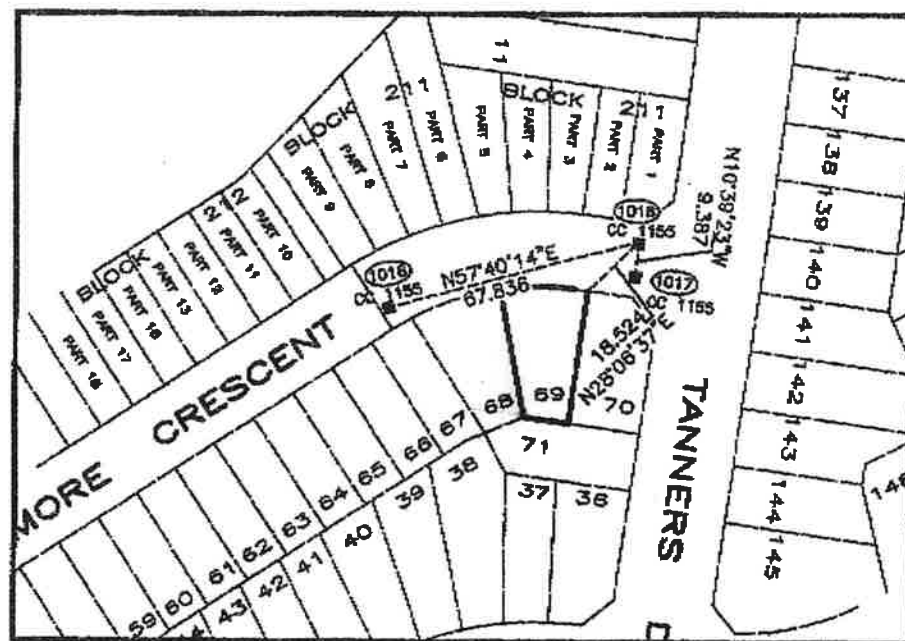 11
BLOCK 211
PART 1
PART 2
PART 3
PART 4
PART 5
PART 6
PART 7
PART 8
PART 9
BLOCK 211
BLOCK 212
PART 10
PART 11
PART 12
PART 13
PART 16
PART 17
PART 18
1018
CC 1155
N10°39'23"W
9.387
1017
CC 1155
1016
CC 1155
N57°40'14"E
67.836
18.524
N28°06'37"E
MORE CRESCENT
TANNERS
59
60
61
62
63
64
65
66
67
68
69
70
71
36
37
38
39
40
41
42
43
137
138
139
140
141
142
143
144
145